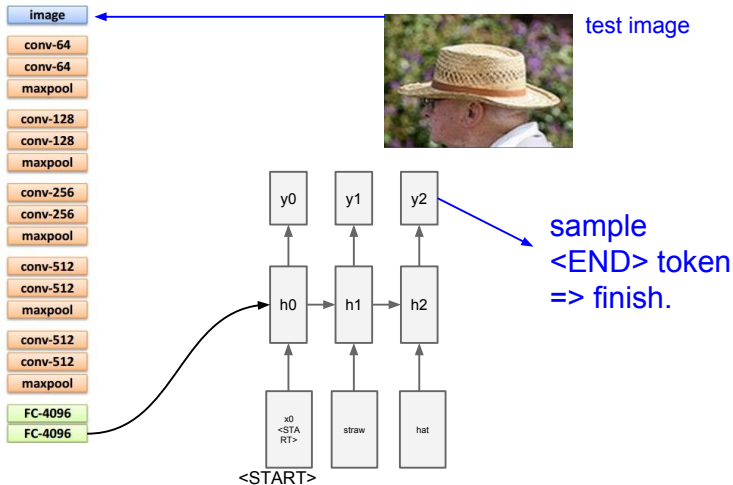 image
conv-64
conv-64
maxpool
conv-128
conv-128
maxpool
conv-256
conv-256
maxpool
conv-512
conv-512
maxpool
conv-512
conv-512
maxpool
FC-4096
FC-4096
test image
y0
y1
y2
sample
<END> token
=> finish.
h0
h1
h2
x0
<STA
RT>
straw
hat
<START>